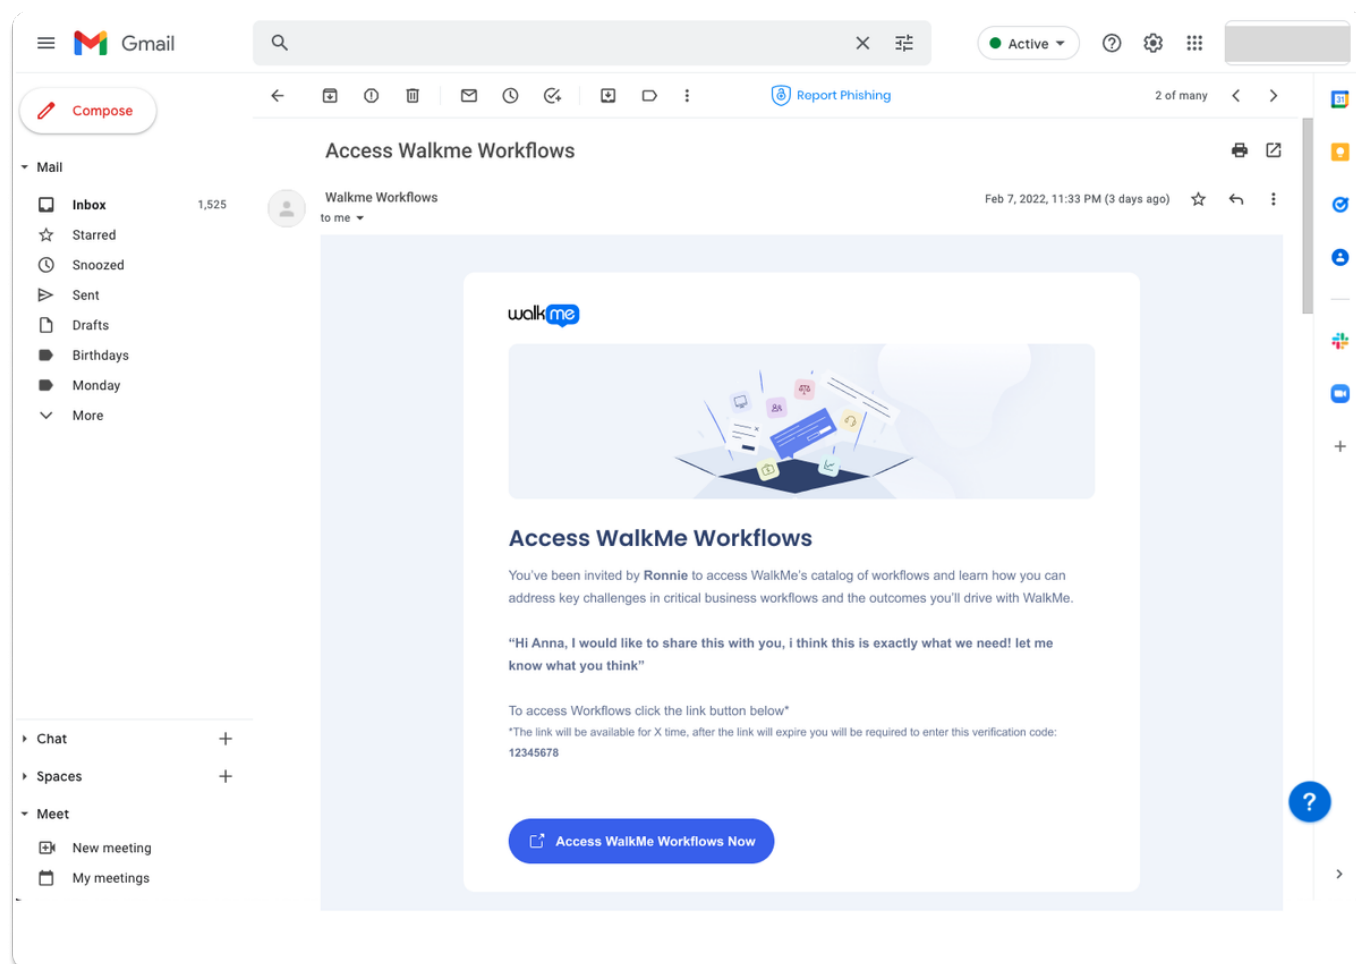 Gmail
Active
Compose
Report Phishing
2 of many
31
Mail
Access Walkme Workflows
Inbox 1,525
Walkme Workflows
Feb 7, 2022, 11:33 PM (3 days ago)
to me
Starred
Snoozed
Sent
Drafts
Birthdays
Monday
More
walkme
Access WalkMe Workflows
You've been invited by Ronnie to access WalkMe's catalog of workflows and learn how you can
address key challenges in critical business workflows and the outcomes you'll drive with WalkMe.
“Hi Anna, I would like to share this with you, i think this is exactly what we need! let me
know what you think”
To access Workflows click the link button below*
*The link will be available for X time, after the link will expire you will be required to enter this verification code:
12345678
Access WalkMe Workflows Now
Chat
Spaces
Meet
New meeting
My meetings
?